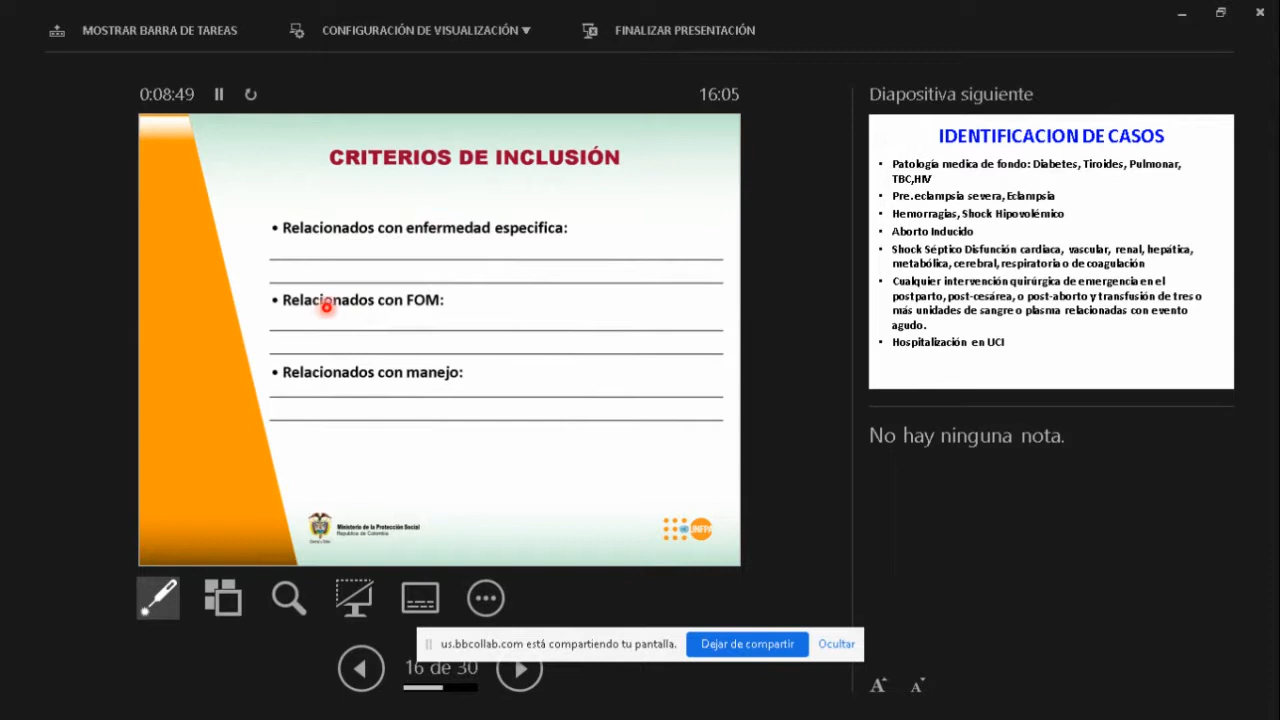 MOSTRAR BARRA DE TAREAS
CONFIGURACIÓN DE VISUALIZACIÓN
FINALIZAR PRESENTACIÓN
0:08:49
16:05
CRITERIOS DE INCLUSIÓN
• Relacionados con enfermedad especifica:
• Relacionados con FOM:
• Relacionados con manejo:
Ministerio de la Protección Social
República de Colombia
UNFPA
Diapositiva siguiente
IDENTIFICACION DE CASOS
• Patología medica de fondo: Diabetes, Tiroides, Pulmonar,
TBC,HIV
• Pre.eclampsia severa, Eclampsia
• Hemorragias, Shock Hipovolémico
• Aborto Inducido
• Shock Séptico Disfunción cardiaca, vascular, renal, hepática,
metabólica, cerebral, respiratoria o de coagulación
• Cualquier intervención quirúrgica de emergencia en el
postparto, post-cesárea, o post-aborto y transfusión de tres o
más unidades de sangre o plasma relacionadas con evento
agudo.
• Hospitalización en UCI
No hay ninguna nota.
us.bbcollab.com está compartiendo tu pantalla.
Dejar de compartir
Ocultar
16 de 30
A A